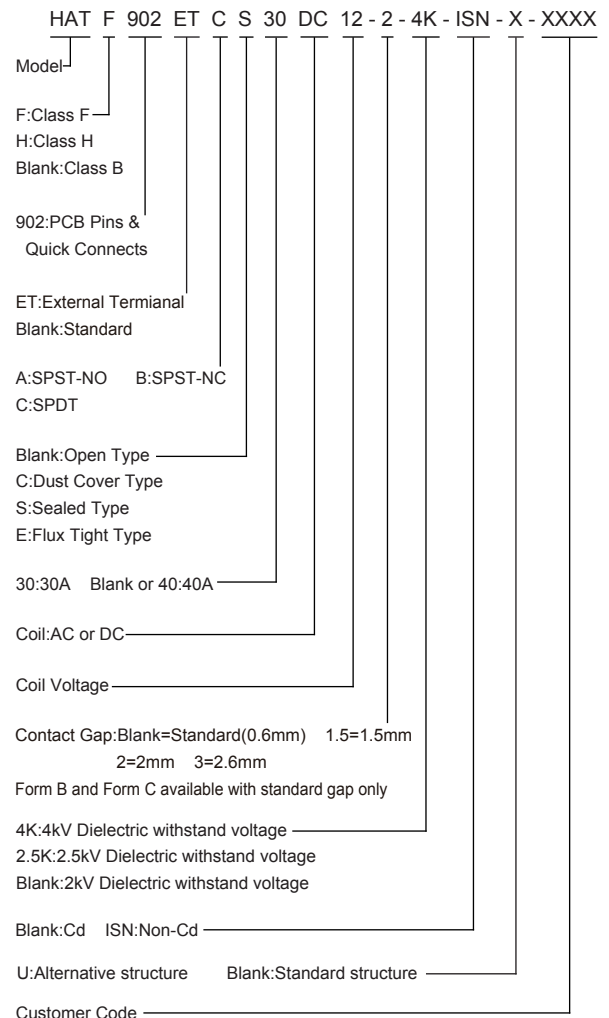 HAT F 902 ET C S 30 DC 12 - 2 - 4K - ISN - X - XXXX
Model
F:Class F
H:Class H
Blank:Class B
902:PCB Pins &
Quick Connects
ET:External Termianal
Blank:Standard
A:SPST-NO B:SPST-NC
C:SPDT
Blank:Open Type
C:Dust Cover Type
S:Sealed Type
E:Flux Tight Type
30:30A Blank or 40:40A
Coil:AC or DC
Coil Voltage
Contact Gap:Blank=Standard(0.6mm) 1.5=1.5mm
2=2mm 3=2.6mm
Form B and Form C available with standard gap only
4K:4kV Dielectric withstand voltage
2.5K:2.5kV Dielectric withstand voltage
Blank:2kV Dielectric withstand voltage
Blank:Cd ISN:Non-Cd
U:Alternative structure Blank:Standard structure
Customer Code